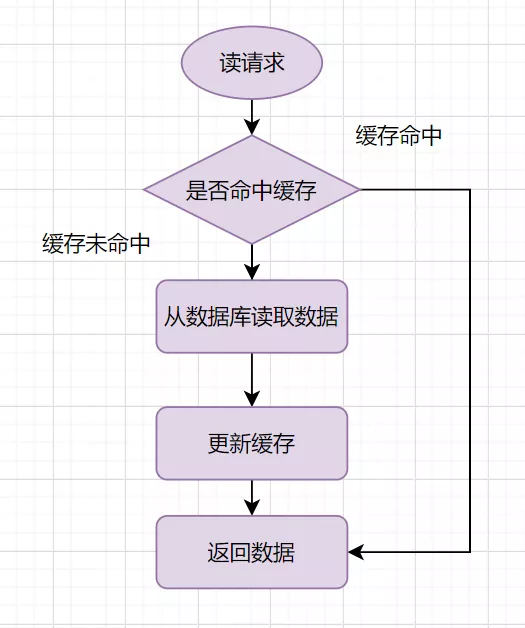 读请求
缓存命中
是否命中缓存
缓存未命中
从数据库读取数据
更新缓存
返回数据